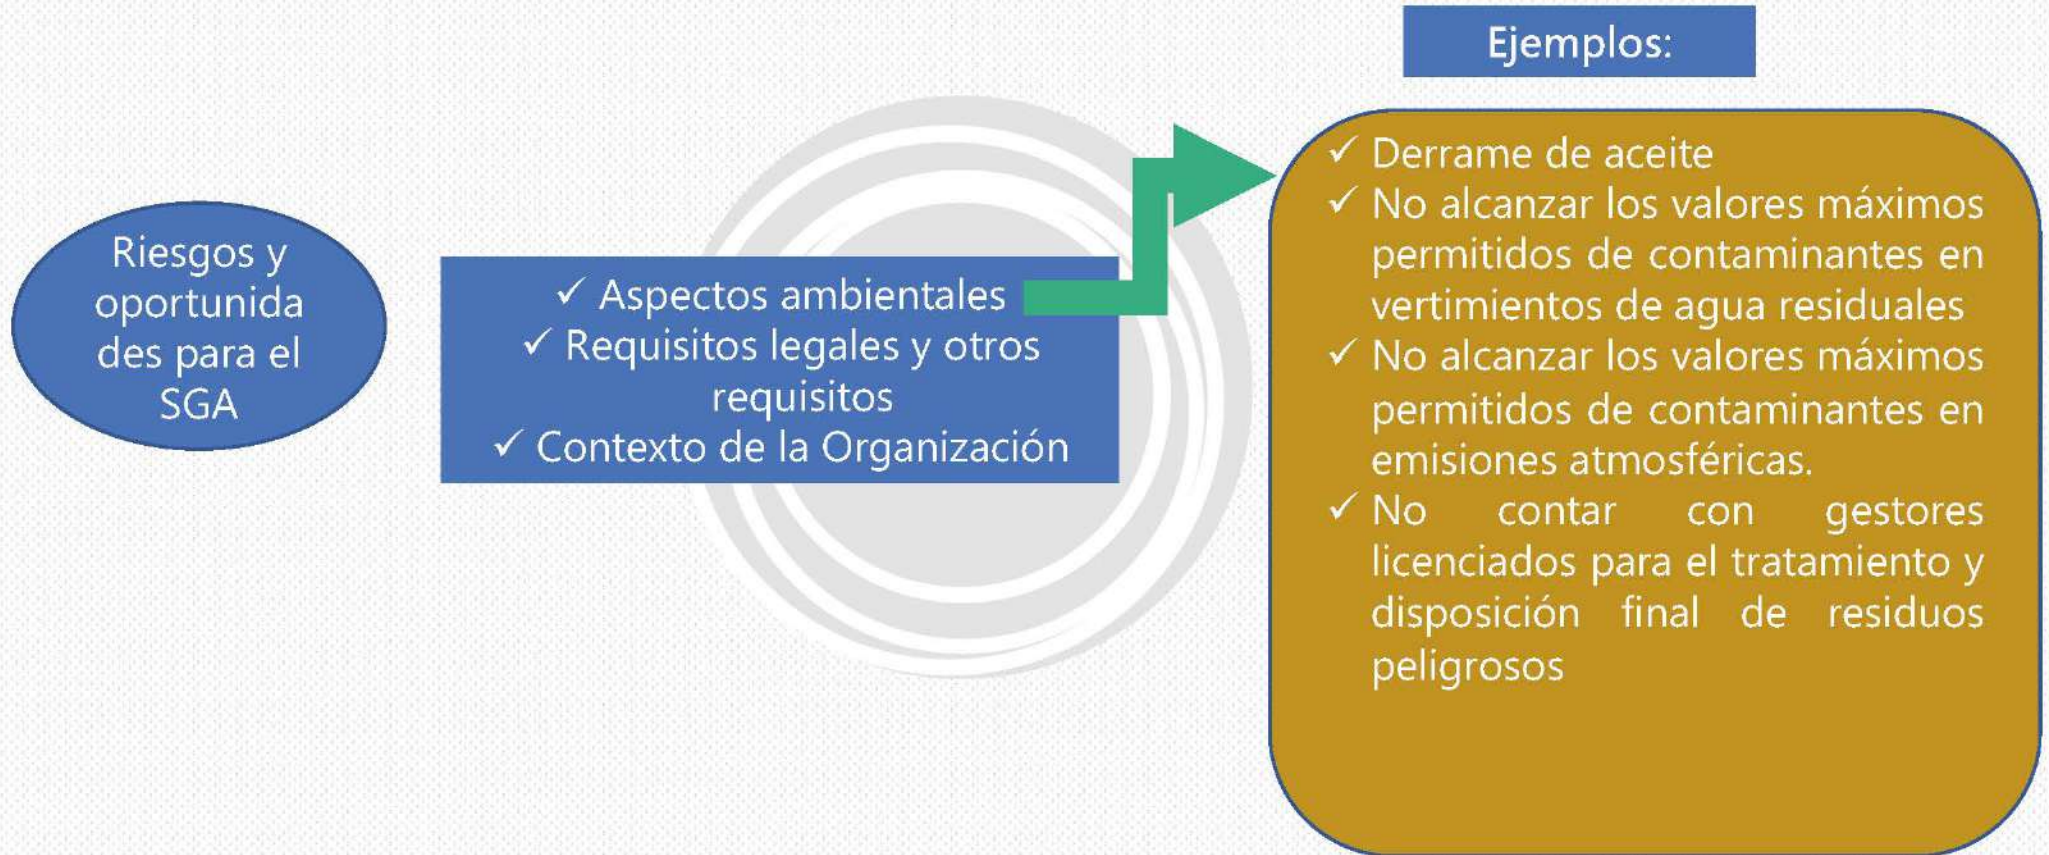 Ejemplos:
Riesgos y
oportunida
des para el
SGA
✓ Aspectos ambientales
✓ Requisitos legales y otros
requisitos
✓ Contexto de la Organización
✓ Derrame de aceite
✓ No alcanzar los valores máximos
permitidos de contaminantes en
vertimientos de agua residuales
✓ No alcanzar los valores máximos
permitidos de contaminantes en
emisiones atmosféricas.
✓ No contar con gestores
licenciados para el tratamiento y
disposición final de residuos
peligrosos